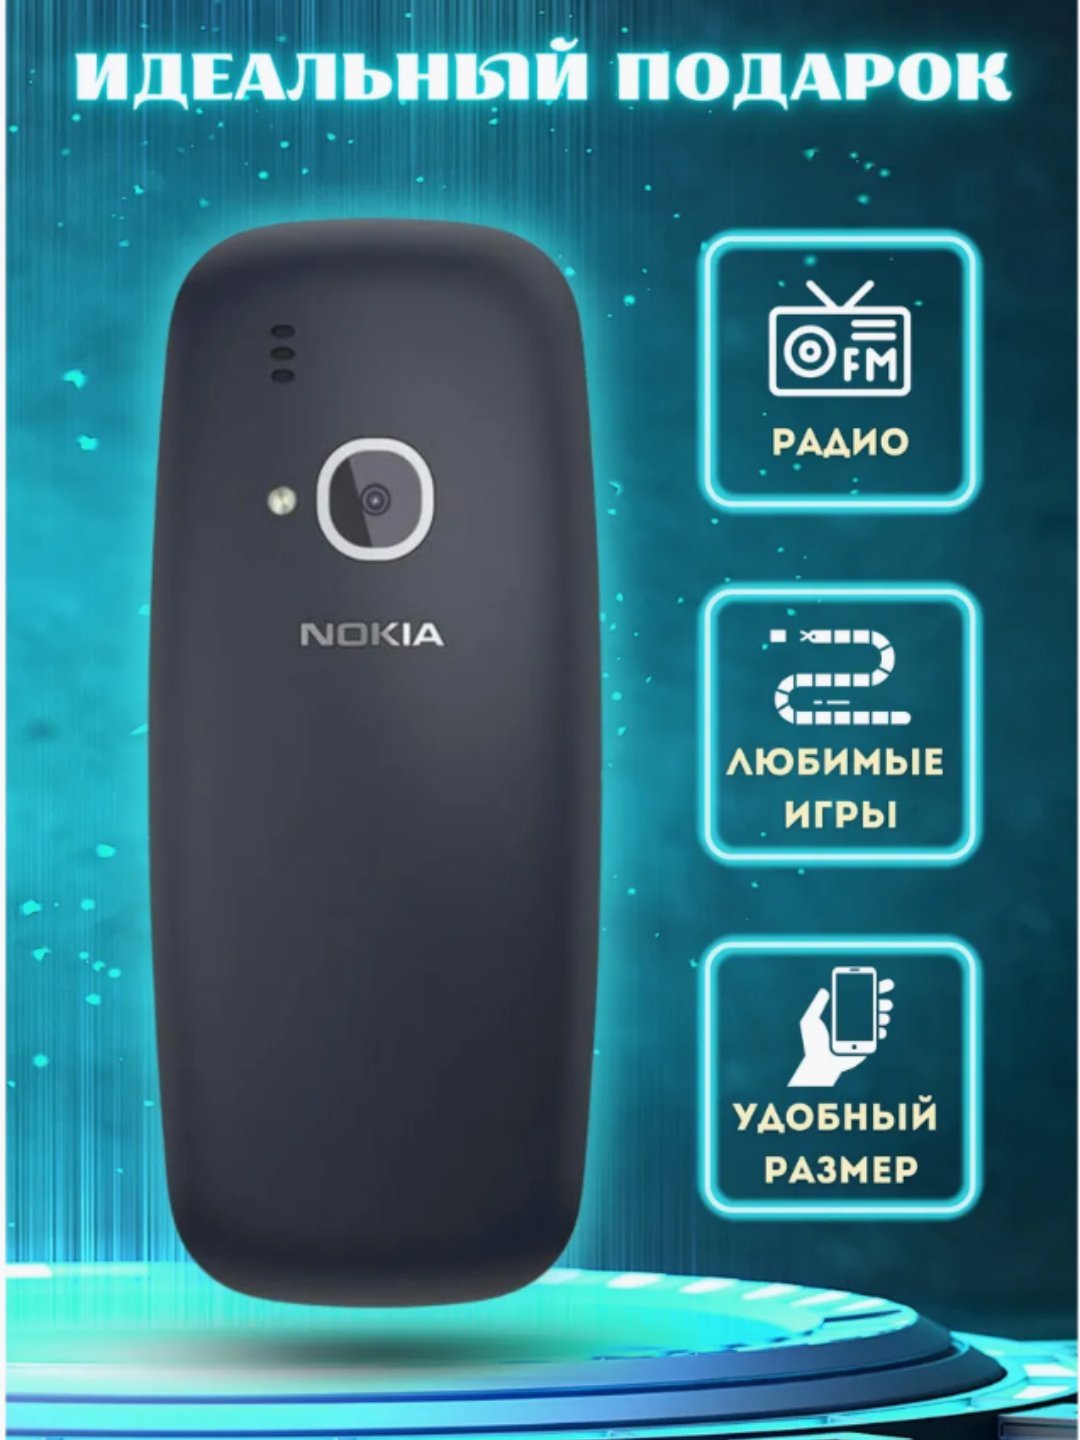 ИДЕАЛЬНЫЙ ПОДАРОК
FM
РАДИО
NOKIA
ЛЮБИМЫЕ
ИГРЫ
УДОБНЫЙ
РАЗМЕР